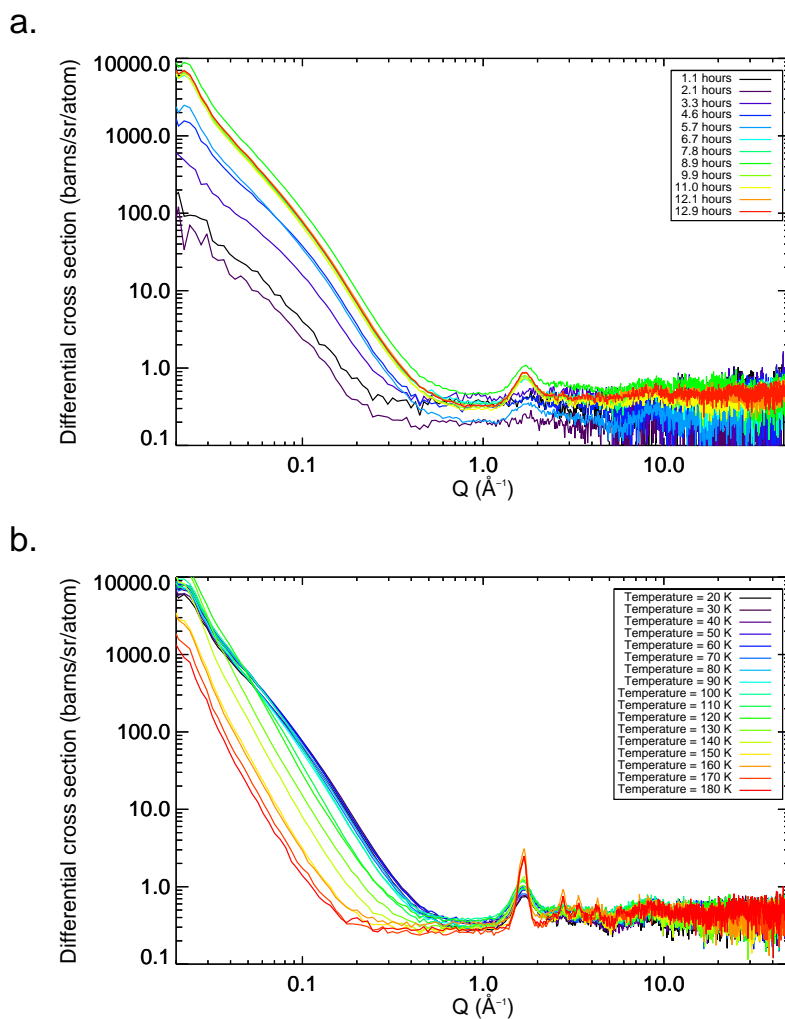 a.
Differential cross section (barns/sr/atom)
10000.0
1000.0
100.0
10.0
1.0
0.1
1.1 hours
2.1 hours
3.3 hours
4.6 hours
5.7 hours
6.7 hours
7.8 hours
8.9 hours
9.9 hours
11.0 hours
12.1 hours
12.9 hours
0.1 1.0 10.0
Q (Å⁻¹)
b.
Differential cross section (barns/sr/atom)
10000.0
1000.0
100.0
10.0
1.0
0.1
Temperature = 20 K
Temperature = 30 K
Temperature = 40 K
Temperature = 50 K
Temperature = 60 K
Temperature = 70 K
Temperature = 80 K
Temperature = 90 K
Temperature = 100 K
Temperature = 110 K
Temperature = 120 K
Temperature = 130 K
Temperature = 140 K
Temperature = 150 K
Temperature = 160 K
Temperature = 170 K
Temperature = 180 K
0.1 1.0 10.0
Q (Å⁻¹)